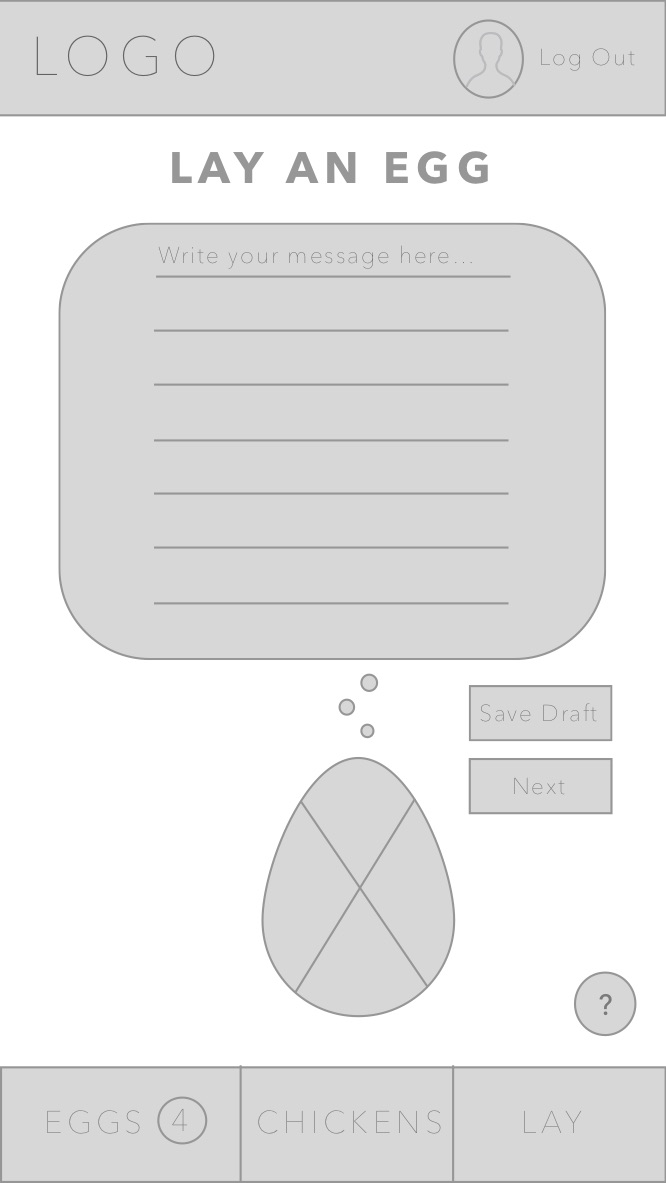 LOGO
Log Out
LAY AN EGG
Write your message here...
Save Draft
Next
?
EGGS 4
CHICKENS
LAY